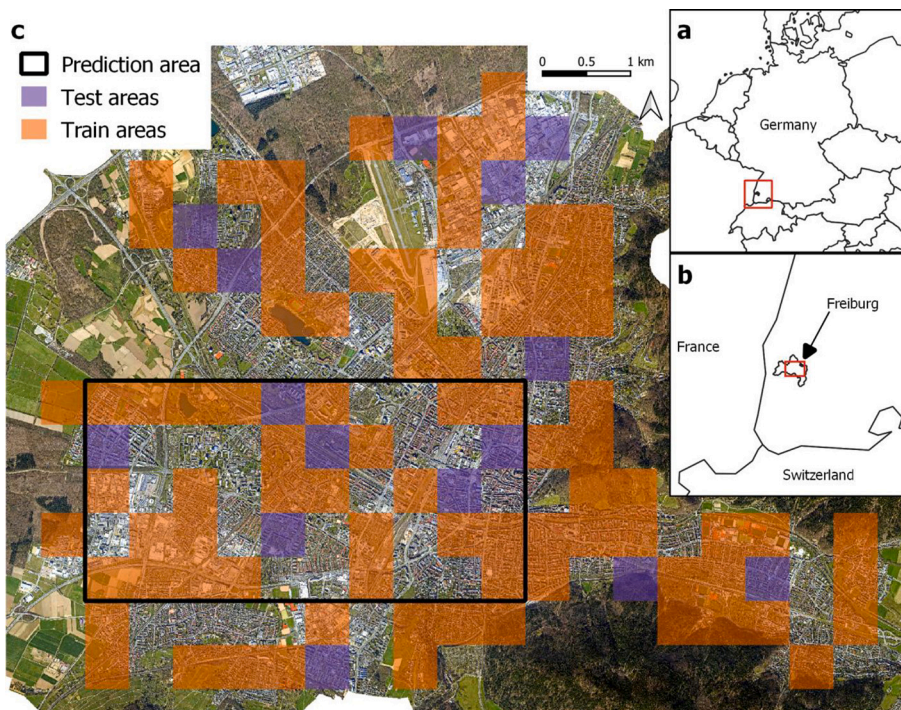 c
Prediction area
Test areas
Train areas
0 0.5 1 km
a
Germany
b
Freiburg
France
Switzerland